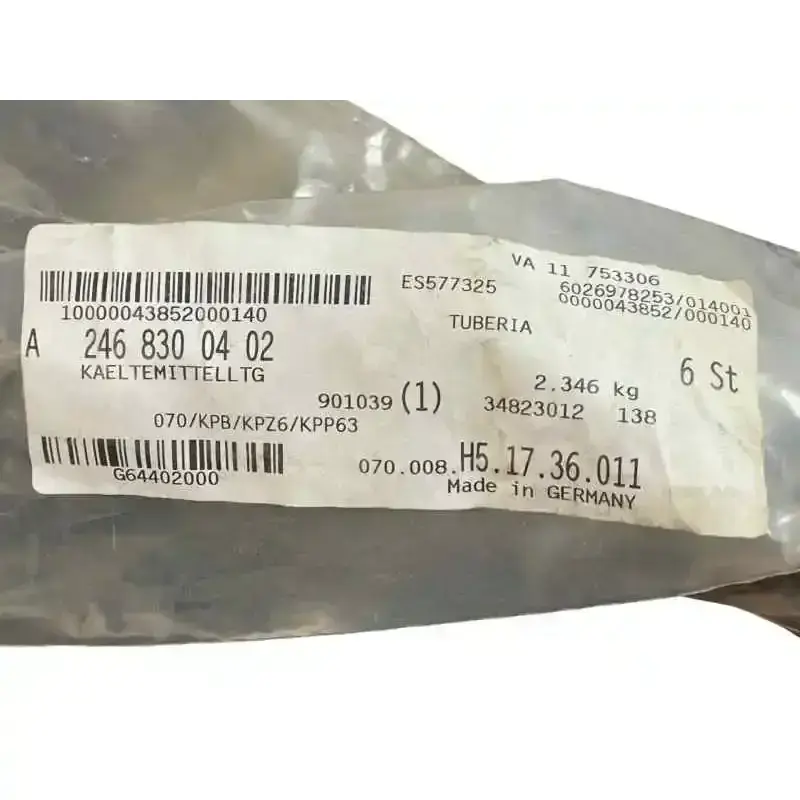 VA 11 753306
ES577325
6026978253/014001
0000043852/000140
10000043852000140
TUBERIA
A 246 830 04 02
6 St
KAELTEMITTELLTG
2.346 kg
901039 (1) 34823012 138
070/KPB/KPZ6/KPP63
070.008.H5.17.36.011
G64402000
Made in GERMANY